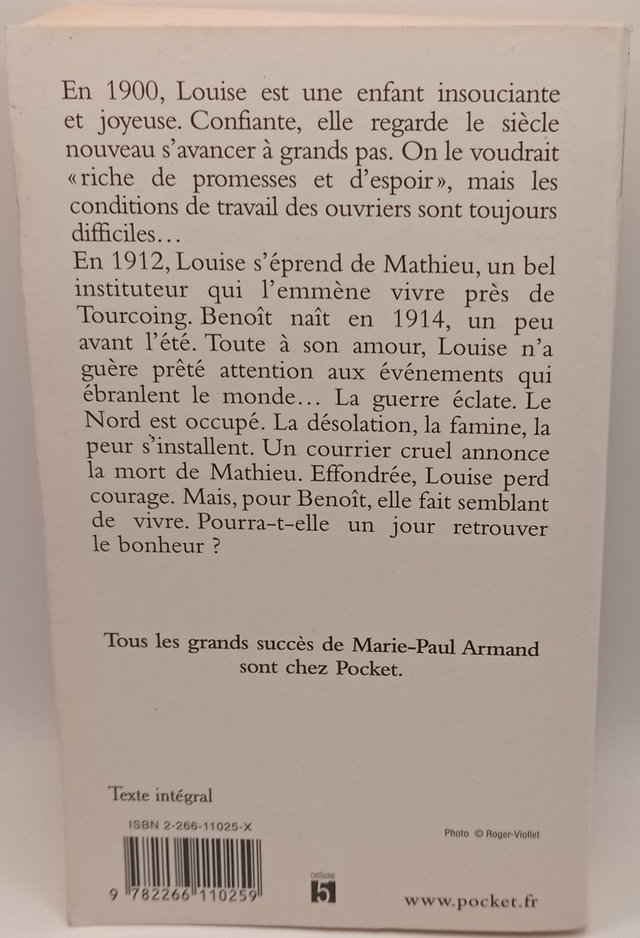 En 1900, Louise est une enfant insouciante
et joyeuse. Confiante, elle regarde le siècle
nouveau s'avancer à grands pas. On le voudrait
«riche de promesses et d'espoir», mais les
conditions de travail des ouvriers sont toujours
difficiles...
En 1912, Louise s'éprend de Mathieu, un bel
instituteur qui l'emmène vivre près de
Tourcoing. Benoît naît en 1914, un peu
avant l'été. Toute à son amour, Louise n'a
guère prêté attention aux événements qui
ébranlent le monde... La guerre éclate. Le
Nord est occupé. La désolation, la famine, la
peur s'installent. Un courrier cruel annonce
la mort de Mathieu. Effondrée, Louise perd
courage. Mais, pour Benoît, elle fait semblant
de vivre. Pourra-t-elle un jour retrouver
le bonheur ?
Tous les grands succès de Marie-Paul Armand
sont chez Pocket.
Texte intégral
ISBN 2-266-11025-X
Photo © Roger-Viollet
9 782266 110259
CATÉGORIE
5
www.pocket.fr